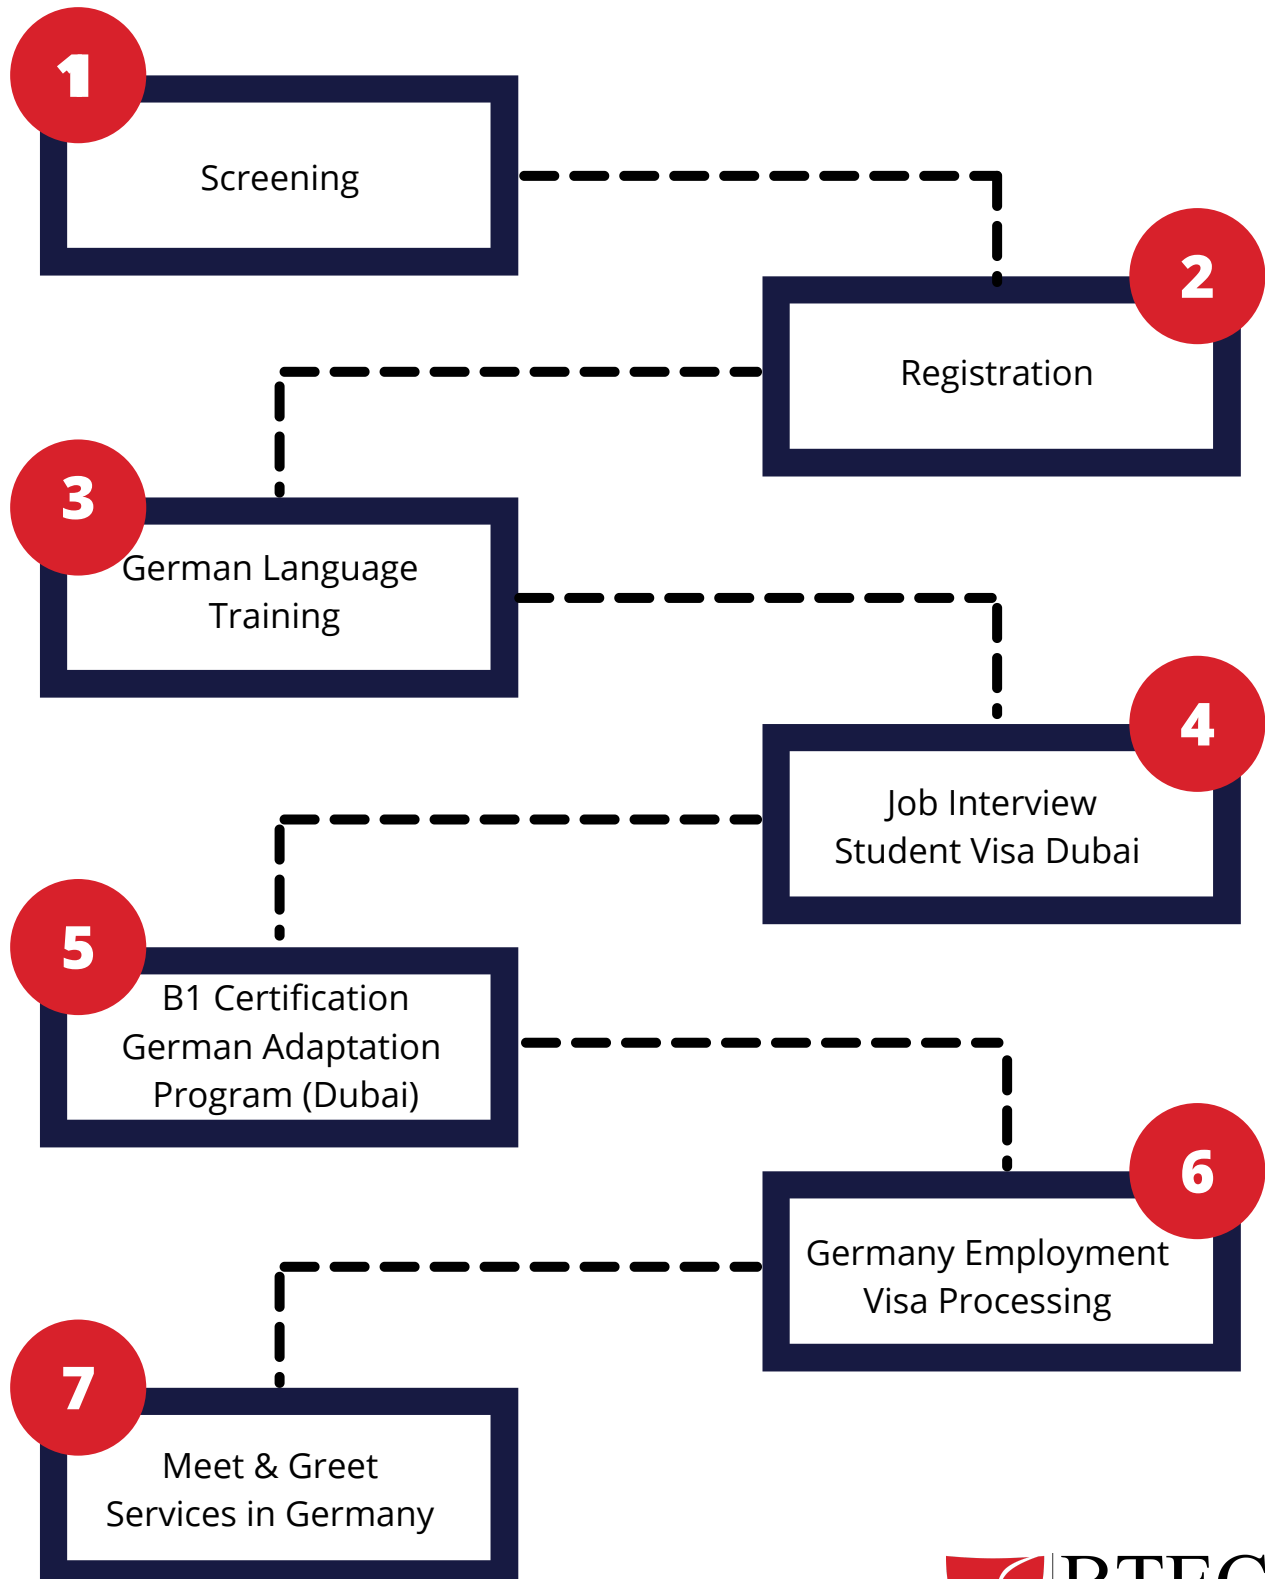 1
Screening
2
Registration
3
German Language
Training
4
Job Interview
Student Visa Dubai
5
B1 Certification
German Adaptation
Program (Dubai)
6
Germany Employment
Visa Processing
7
Meet & Greet
Services in Germany